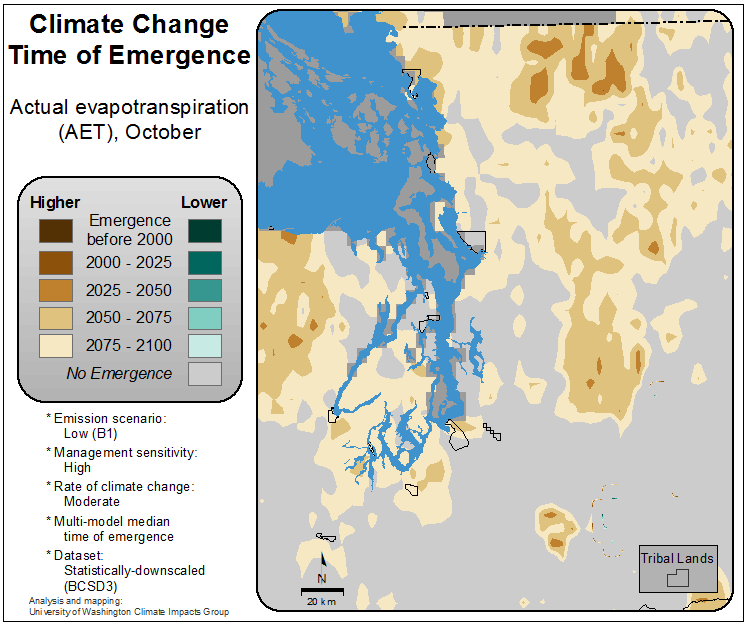 Climate Change
Time of Emergence
Actual evapotranspiration
(AET), October
Higher Lower
Emergence
before 2000
2000 - 2025
2025 - 2050
2050 - 2075
2075 - 2100
No Emergence
* Emission scenario:
Low (B1)
* Management sensitivity:
High
* Rate of climate change:
Moderate
* Multi-model median
time of emergence
* Dataset:
Statistically-downscaled
(BCSD3)
Analysis and mapping:
University of Washington Climate Impacts Group
N
20 km
Tribal Lands